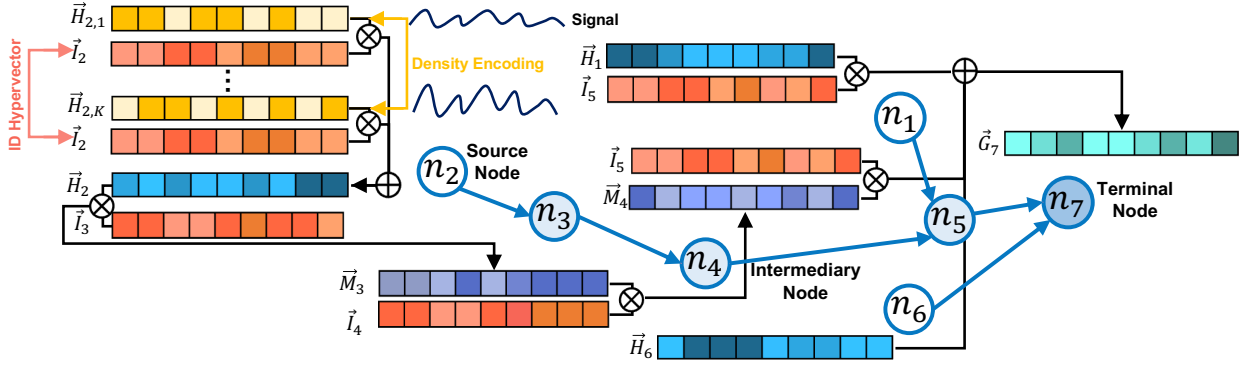 H⃗₂,₁
Signal
I⃗₂
ID Hypervector
Density Encoding
H⃗₂,K
I⃗₂
H⃗₁
I⃗₅
n₁
G⃗₇
Source
Node
n₂
H⃗₂
I⃗₃
I⃗₅
M⃗₄
n₃
n₄
n₅
n₇
Terminal
Node
Intermediary
Node
M⃗₃
I⃗₄
n₆
H⃗₆